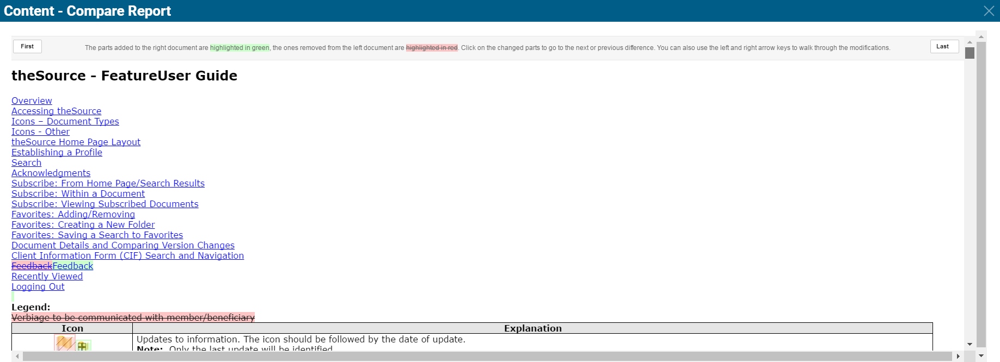 Content - Compare Report
First
The parts added to the right document are highlighted in green, the ones removed from the left document are highlighted in red. Click on the changed parts to go to the next or previous difference. You can also use the left and right arrow keys to walk through the modifications.
Last
theSource - FeatureUser Guide
Overview
Accessing theSource
Icons – Document Types
Icons - Other
theSource Home Page Layout
Establishing a Profile
Search
Acknowledgments
Subscribe: From Home Page/Search Results
Subscribe: Within a Document
Subscribe: Viewing Subscribed Documents
Favorites: Adding/Removing
Favorites: Creating a New Folder
Favorites: Saving a Search to Favorites
Document Details and Comparing Version Changes
Client Information Form (CIF) Search and Navigation
FeedbackFeedback
Recently Viewed
Logging Out
Legend:
Verbiage to be communicated with member/beneficiary
Icon
Explanation
Updates to information. The icon should be followed by the date of update.
Note: Only the last update will be identified